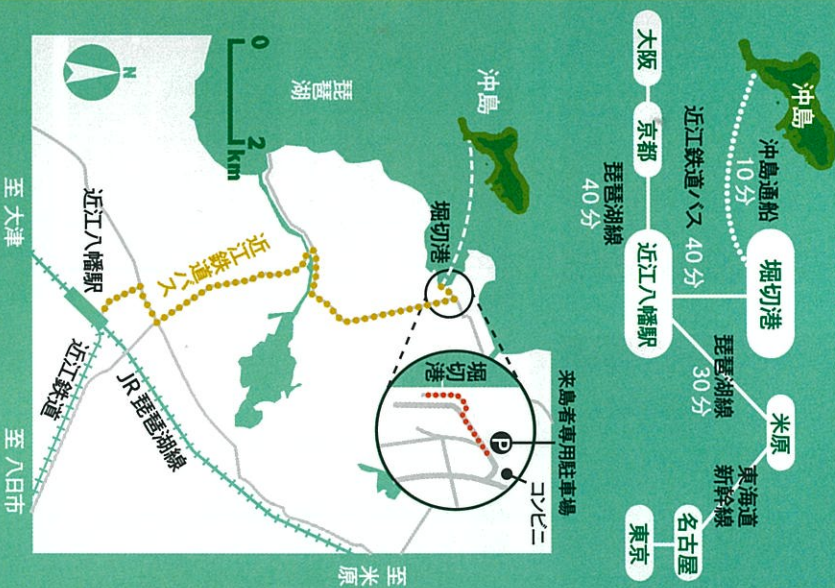 沖島
沖島通船
10分
堀切港
近江鉄道バス 40分
大阪
京都
琵琶湖線
40分
近江八幡駅
琵琶湖線
30分
米原
東海道
新幹線
名古屋
東京
N
0
2
km
琵琶湖
沖島
堀切港
近江鉄道バス
近江八幡駅
至 大津
近江鉄道
JR琵琶湖線
至 八日市
至 米原
堀切港
P
来島者専用駐車場
コンビニ